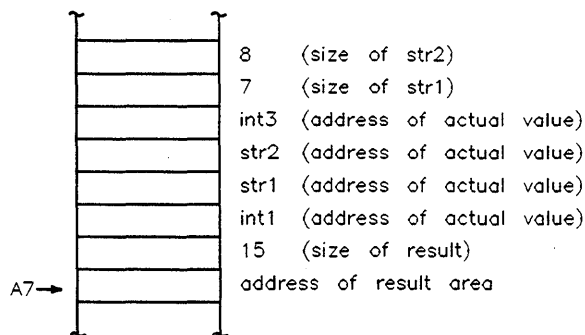 8 (size of str2)
7 (size of str1)
int3 (address of actual value)
str2 (address of actual value)
str1 (address of actual value)
int1 (address of actual value)
15 (size of result)
address of result area
A7